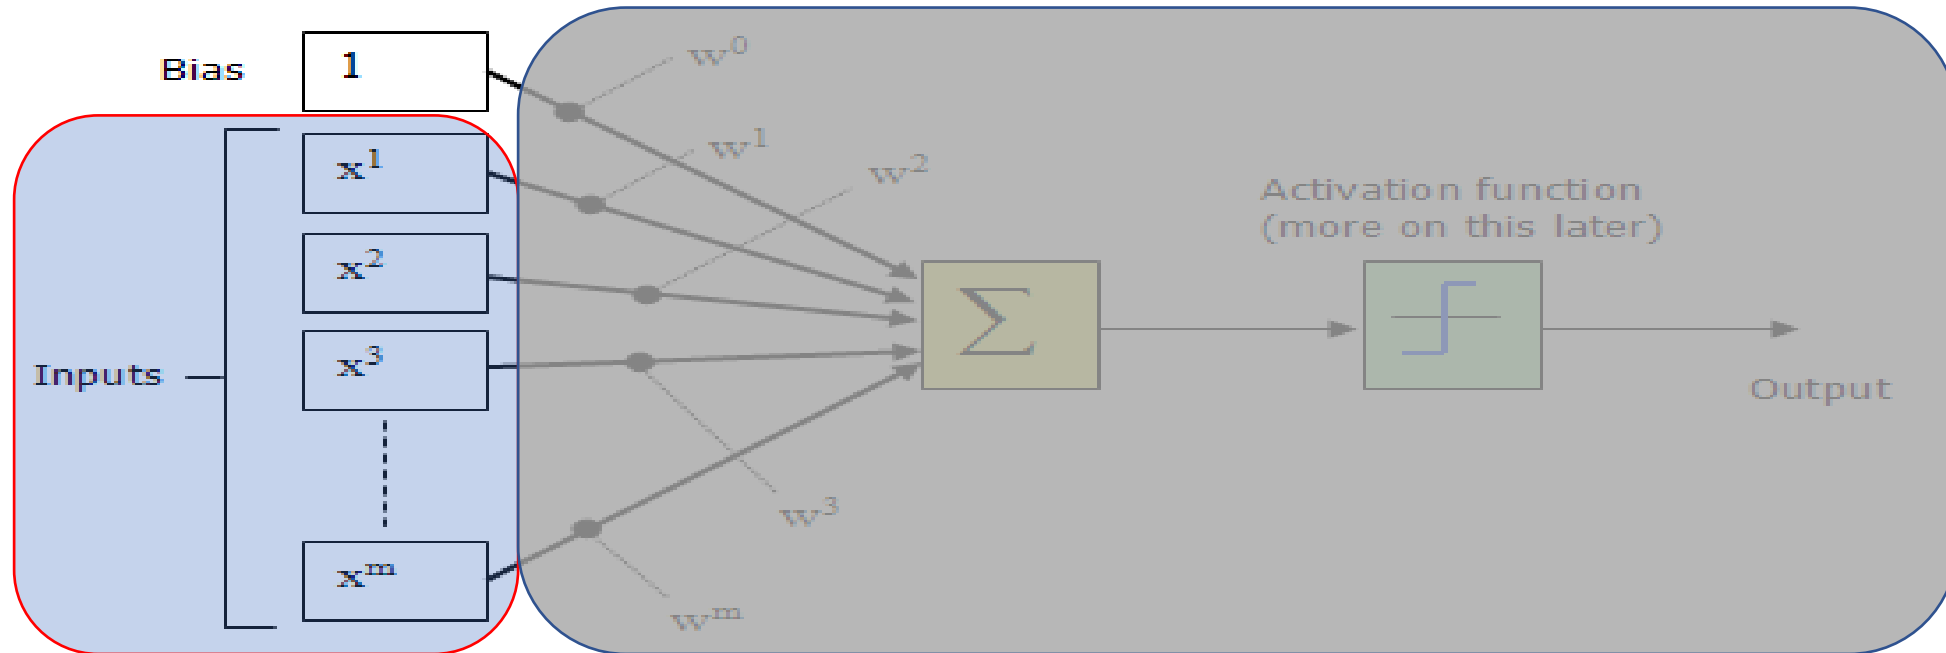 Bias 1
x¹
x²
x³
xᵐ
Inputs
w⁰
w¹
w²
w³
wᵐ
∑
Activation function
(more on this later)
Output